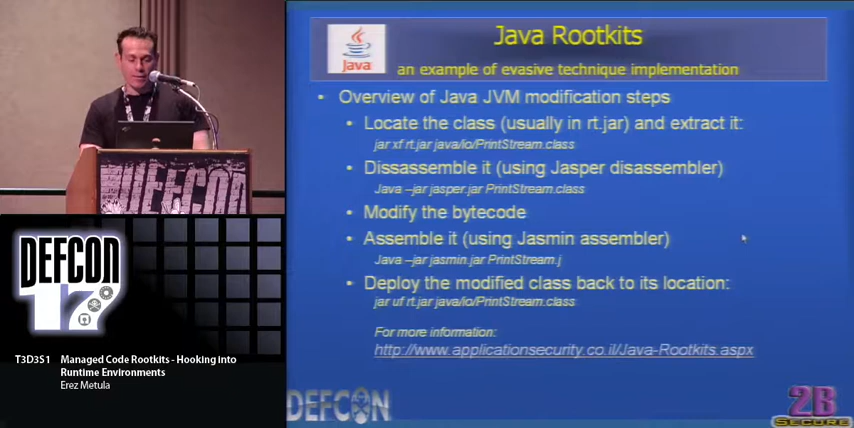 Java Rootkits
Java
an example of evasive technique implementation
• Overview of Java JVM modification steps
• Locate the class (usually in rt.jar) and extract it:
jar xf rt.jar java/io/PrintStream.class
• Dissassemble it (using Jasper disassembler)
Java –jar jasper.jar PrintStream.class
• Modify the bytecode
• Assemble it (using Jasmin assembler)
Java –jar jasmin.jar PrintStream.j
• Deploy the modified class back to its location:
jar uf rt.jar java/io/PrintStream.class
For more information:
http://www.applicationsecurity.co.il/Java-Rootkits.aspx
DEFCON
2B
SECURE
DEFCON
DEFCON
17
T3D3S1 Managed Code Rootkits - Hooking into
Runtime Environments
Erez Metula